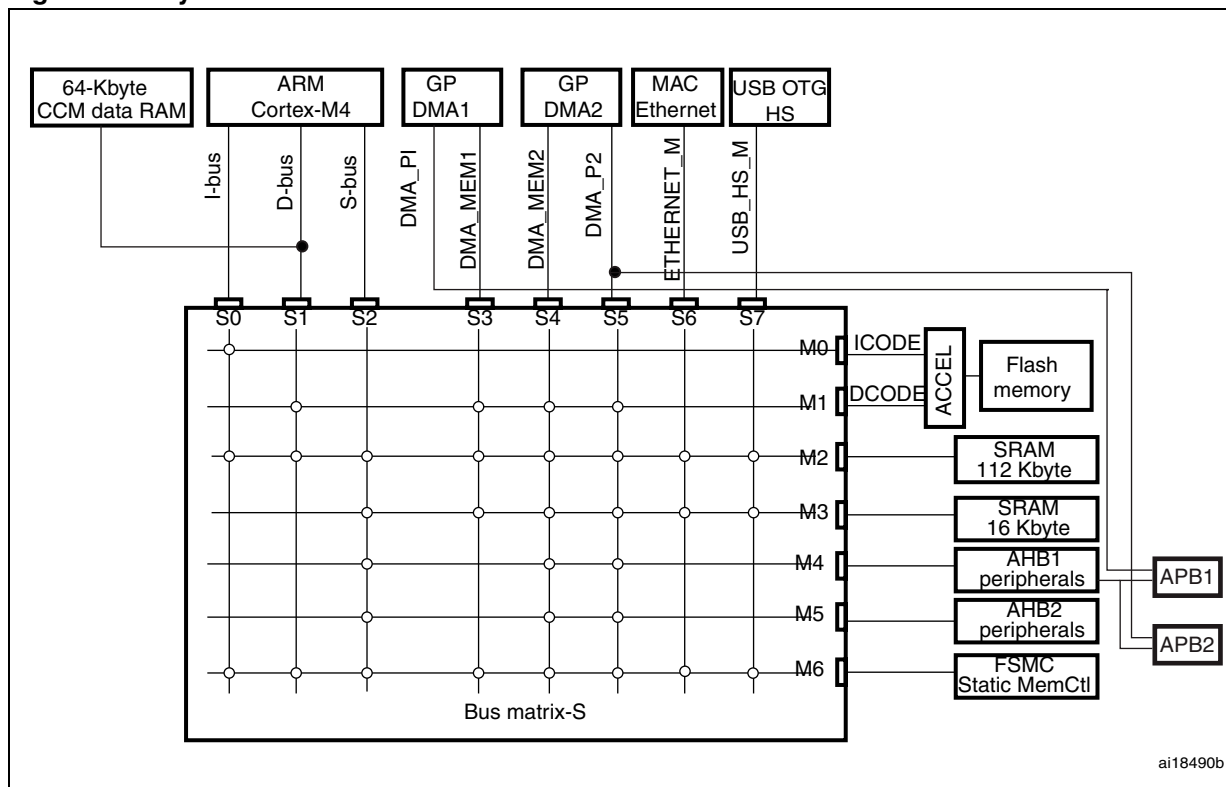 64-Kbyte
CCM data RAM
ARM
Cortex-M4
GP
DMA1
GP
DMA2
MAC
Ethernet
USB OTG
HS
I-bus
D-bus
S-bus
DMA_PI
DMA_MEM1
DMA_MEM2
DMA_P2
ETHERNET_M
USB_HS_M
S0 S1 S2 S3 S4 S5 S6 S7
M0 ICODE
M1 DCODE
ACCEL
Flash
memory
M2
SRAM
112 Kbyte
M3
SRAM
16 Kbyte
M4
AHB1
peripherals
APB1
M5
AHB2
peripherals
APB2
M6
FSMC
Static MemCtl
Bus matrix-S
ai18490b